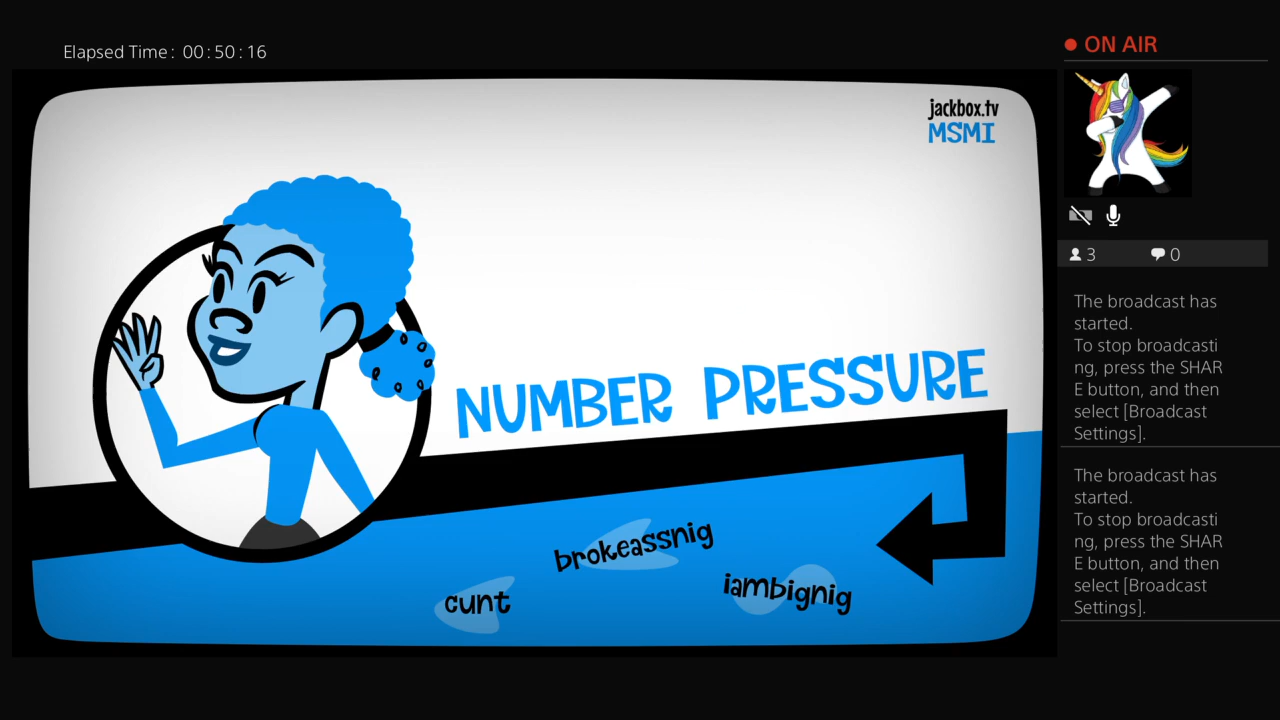 Elapsed Time: 00:50:16
ON AIR
jackbox.tv
MSMI
3
0
NUMBER PRESSURE
brokeassnig
iambignig
cunt
The broadcast has
started.
To stop broadcasti
ng, press the SHAR
E button, and then
select [Broadcast
Settings].
The broadcast has
started.
To stop broadcasti
ng, press the SHAR
E button, and then
select [Broadcast
Settings].